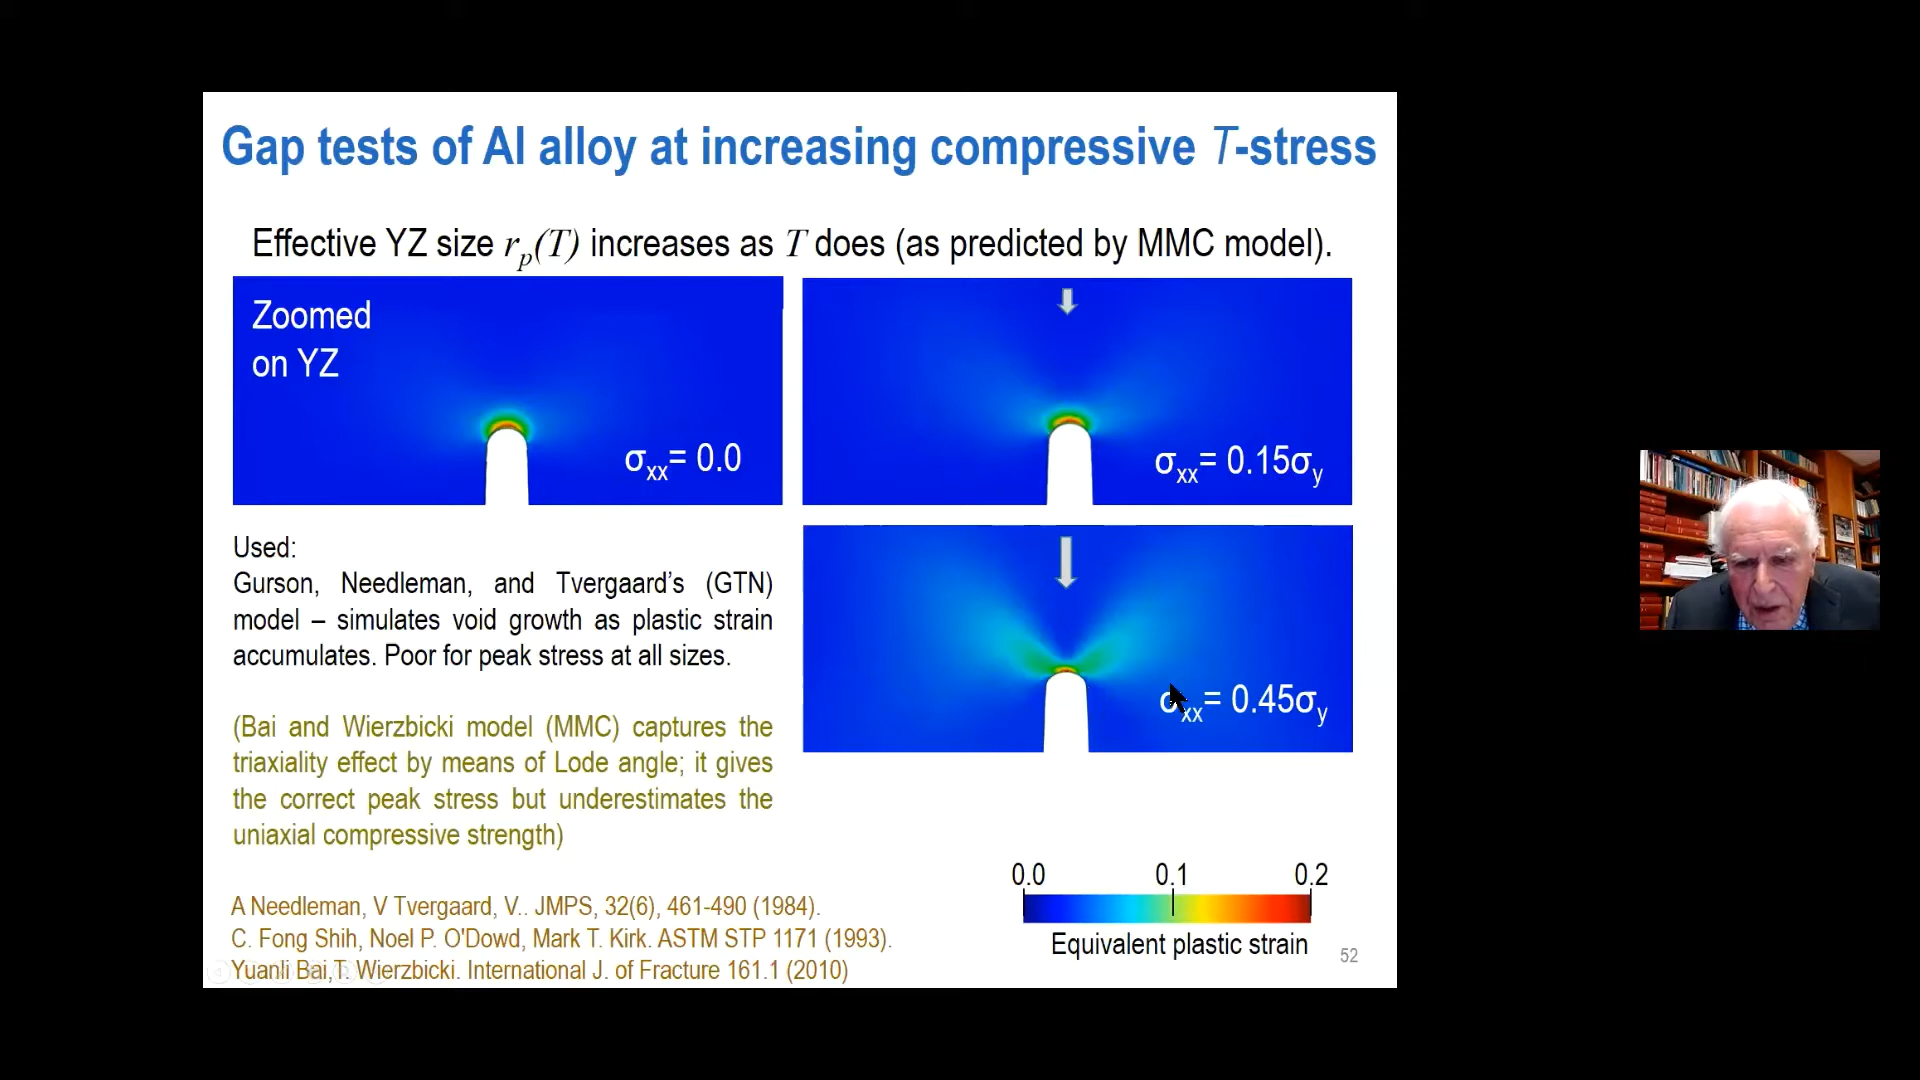 Gap tests of Al alloy at increasing compressive T-stress
Effective YZ size rp(T) increases as T does (as predicted by MMC model).
Zoomed
on YZ
σxx= 0.0
σxx= 0.15σy
Used:
Gurson, Needleman, and Tvergaard's (GTN)
model – simulates void growth as plastic strain
accumulates. Poor for peak stress at all sizes.
σxx= 0.45σy
(Bai and Wierzbicki model (MMC) captures the
triaxiality effect by means of Lode angle; it gives
the correct peak stress but underestimates the
uniaxial compressive strength)
0.0 0.1 0.2
Equivalent plastic strain
A Needleman, V Tvergaard, V.. JMPS, 32(6), 461-490 (1984).
C. Fong Shih, Noel P. O'Dowd, Mark T. Kirk. ASTM STP 1171 (1993).
Yuanli Bai,T. Wierzbicki. International J. of Fracture 161.1 (2010)
52